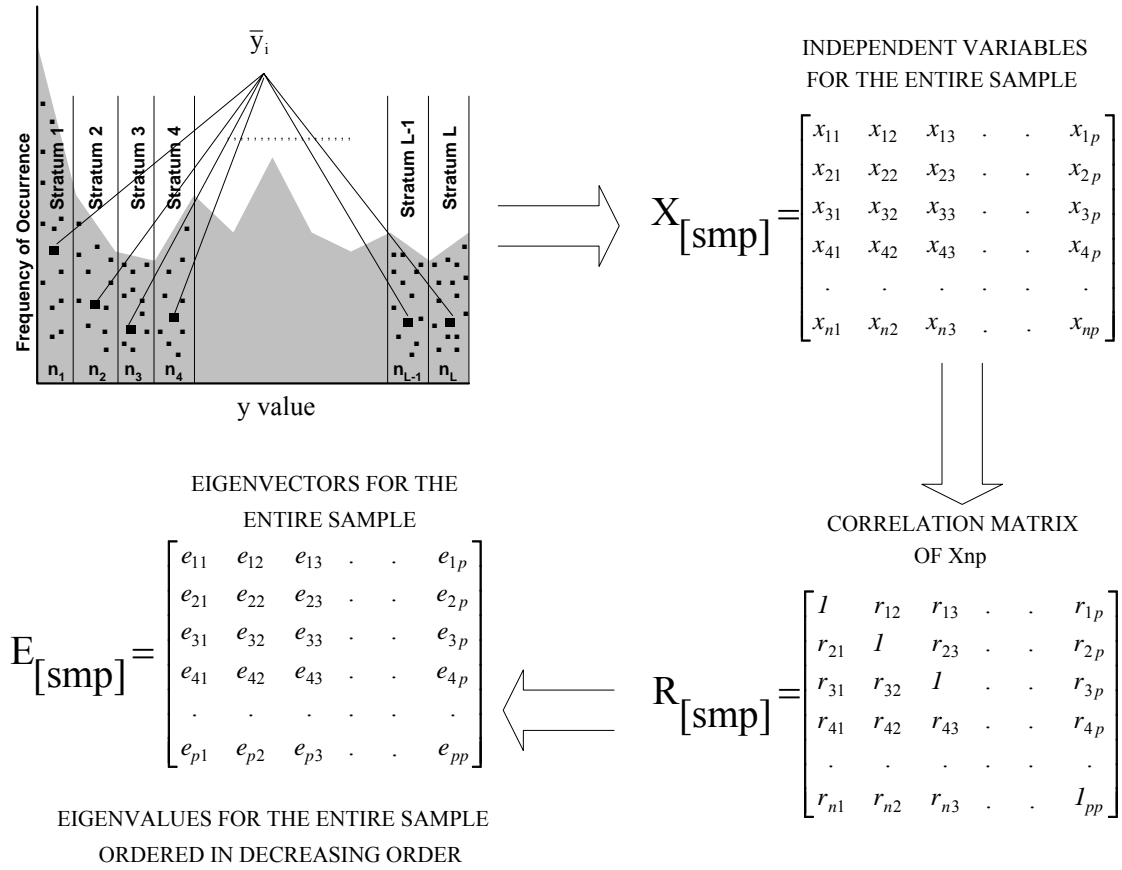 ȳi
Frequency of Occurrence
Stratum 1
Stratum 2
Stratum 3
Stratum 4
Stratum L-1
Stratum L
n1 n2 n3 n4 nL-1 nL
y value
INDEPENDENT VARIABLES
FOR THE ENTIRE SAMPLE
X[smp] =
x11 x12 x13 . . x1p
x21 x22 x23 . . x2p
x31 x32 x33 . . x3p
x41 x42 x43 . . x4p
. . . . . .
xn1 xn2 xn3 . . xnp
CORRELATION MATRIX
OF Xnp
R[smp] =
1 r12 r13 . . r1p
r21 1 r23 . . r2p
r31 r32 1 . . r3p
r41 r42 r43 . . r4p
. . . . . .
rn1 rn2 rn3 . . 1pp
EIGENVECTORS FOR THE
ENTIRE SAMPLE
E[smp] =
e11 e12 e13 . . e1p
e21 e22 e23 . . e2p
e31 e32 e33 . . e3p
e41 e42 e43 . . e4p
. . . . . .
ep1 ep2 ep3 . . epp
EIGENVALUES FOR THE ENTIRE SAMPLE
ORDERED IN DECREASING ORDER